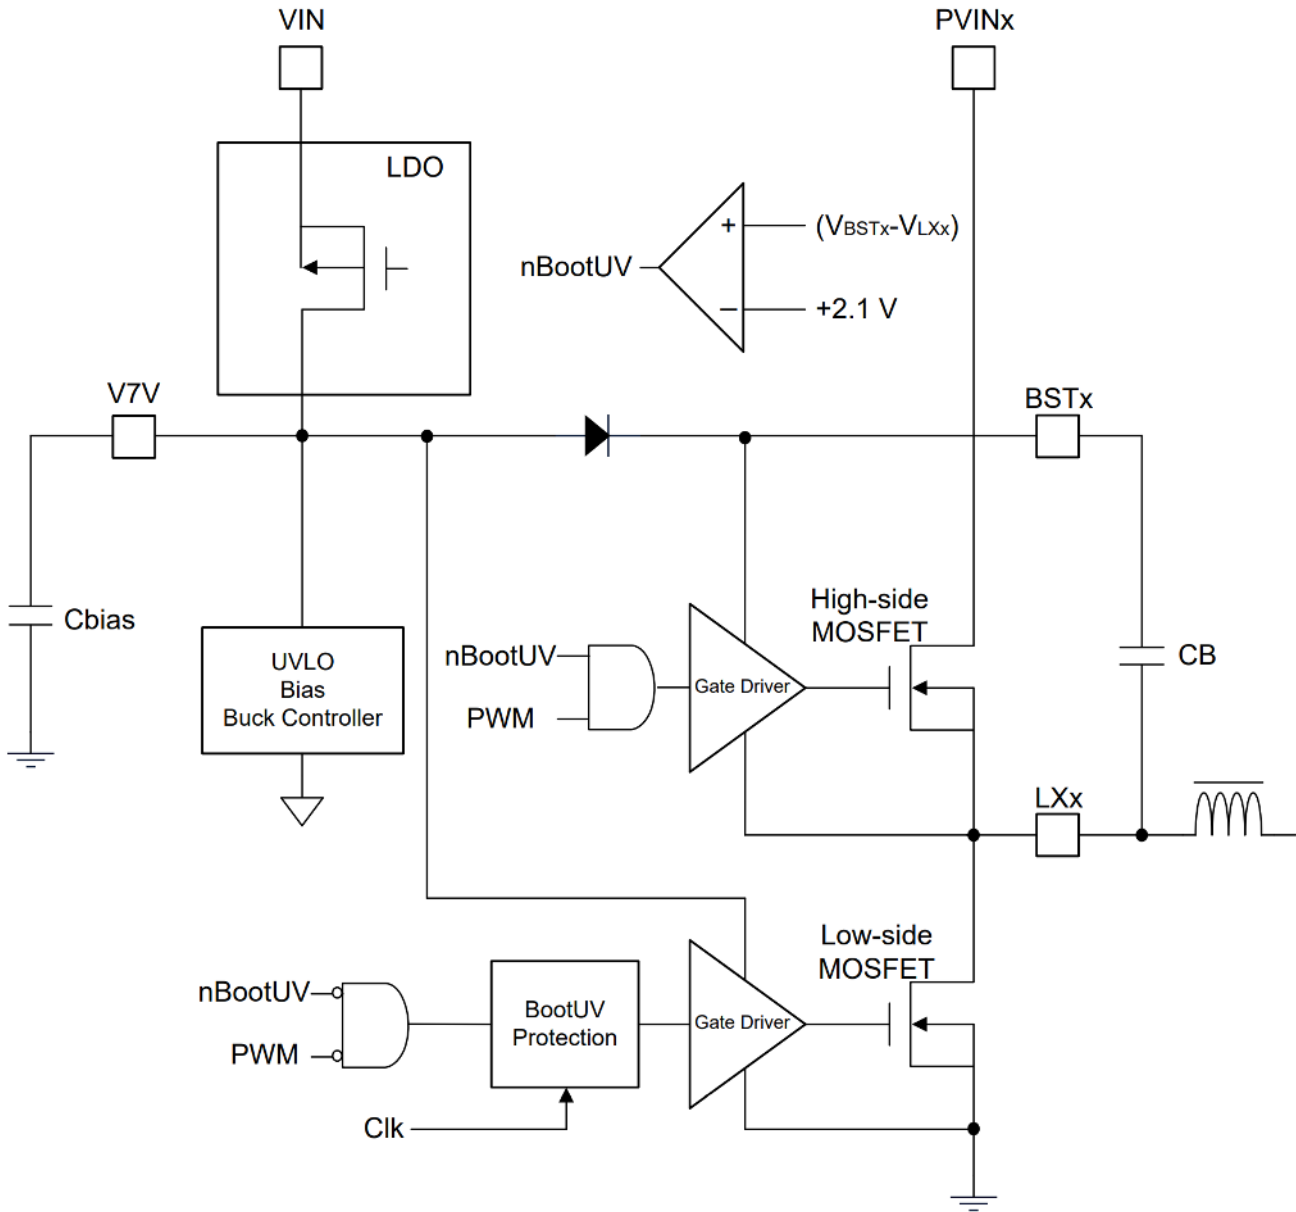 VIN
PVINx
LDO
+
(VBSTx-VLXx)
nBootUV
−
+2.1 V
V7V
BSTx
Cbias
High-side
MOSFET
UVLO
Bias
Buck Controller
nBootUV
PWM
Gate Driver
CB
LXx
Low-side
MOSFET
nBootUV
PWM
BootUV
Protection
Gate Driver
Clk